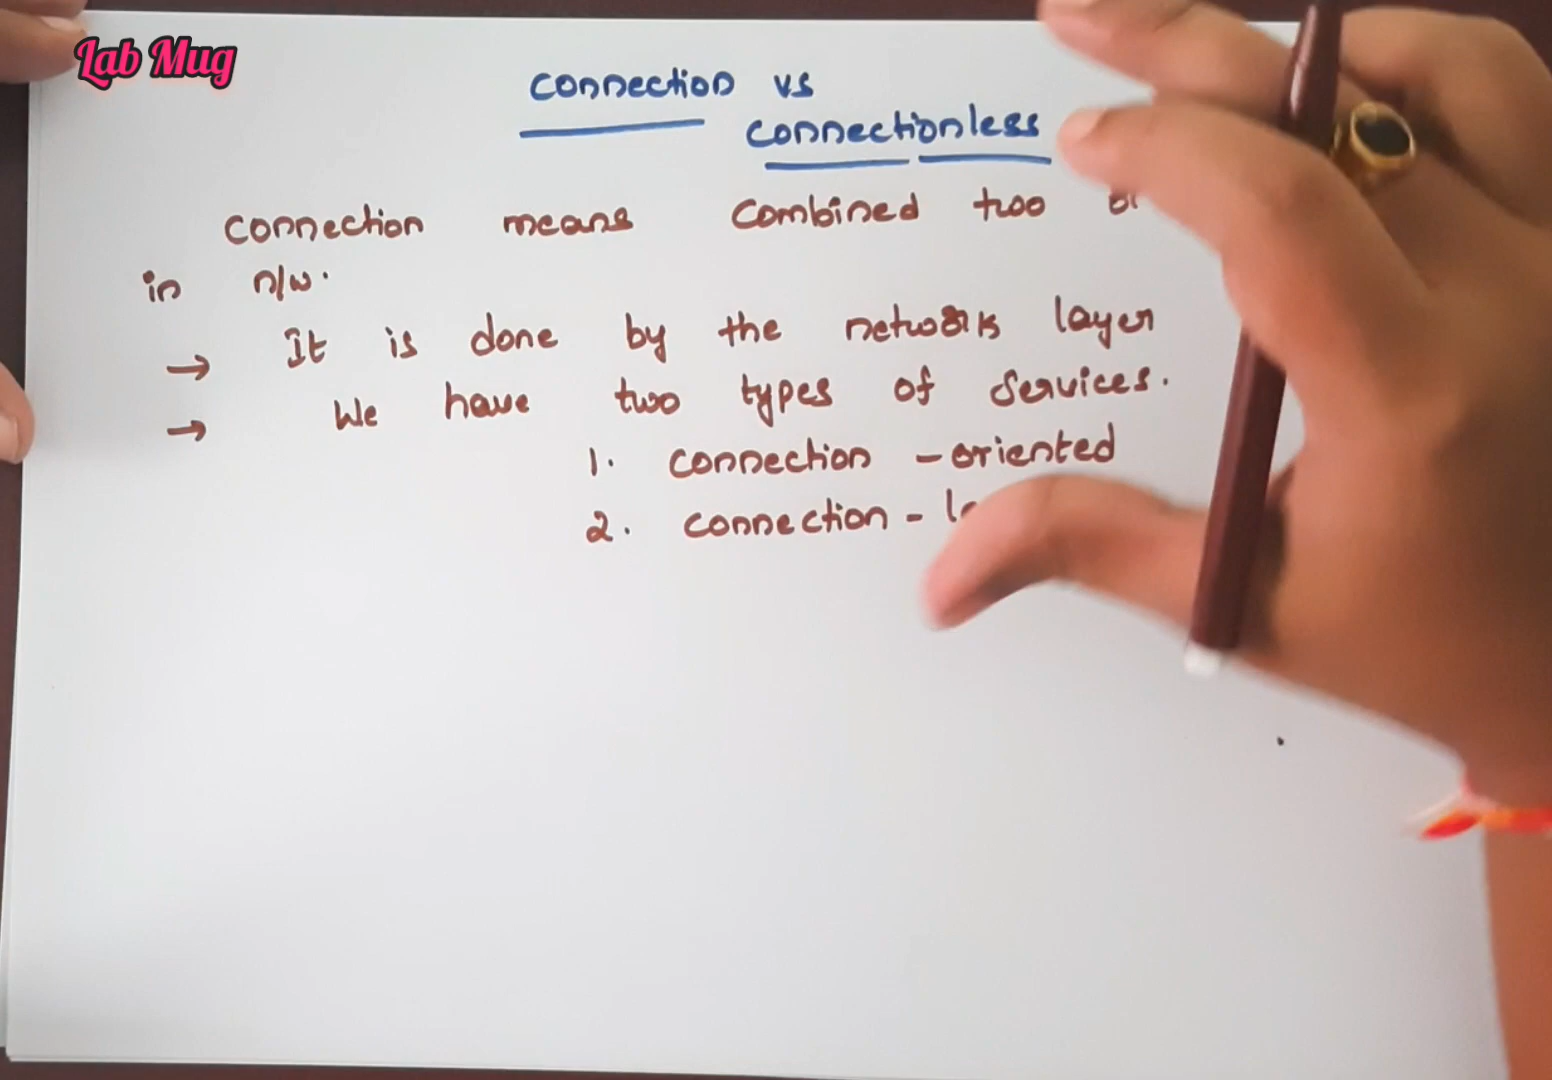 Lab Mug
connection vs
connectionless
connection means combined two
in n/w.
→ It is done by the network layer
→ We have two types of services.
1. connection - oriented
2. connection -